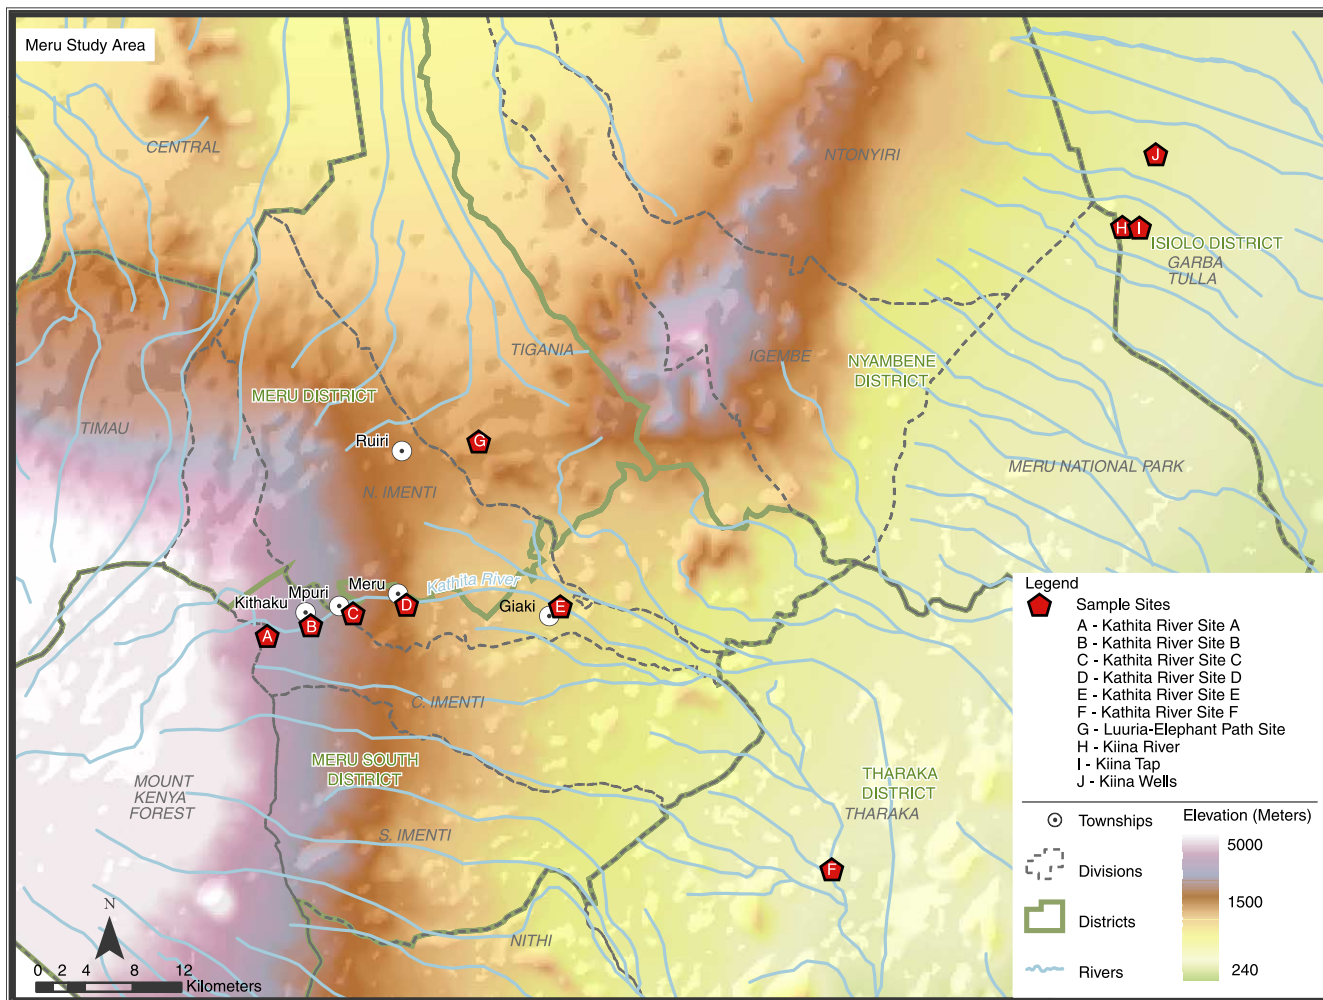 Meru Study Area
CENTRAL
NTONYIRI
J
H
I
ISIOLO DISTRICT
GARBA
TULLA
TIGANIA
IGEMBE
NYAMBENE
DISTRICT
MERU DISTRICT
TIMAU
Ruiri
G
N. IMENTI
MERU NATIONAL PARK
Kathita River
Meru
Mpuri
Kithaku
Giaki
A
B
C
D
E
C. IMENTI
MERU SOUTH
DISTRICT
MOUNT
KENYA
FOREST
S. IMENTI
THARAKA
DISTRICT
THARAKA
F
NITHI
N
0 2 4 8 12
Kilometers
Legend
Sample Sites
A - Kathita River Site A
B - Kathita River Site B
C - Kathita River Site C
D - Kathita River Site D
E - Kathita River Site E
F - Kathita River Site F
G - Luuria-Elephant Path Site
H - Kiina River
I - Kiina Tap
J - Kiina Wells
Townships
Divisions
Districts
Rivers
Elevation (Meters)
5000
1500
240